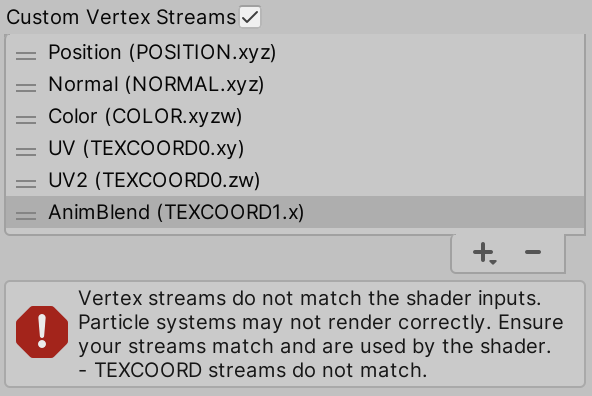 Custom Vertex Streams
Position (POSITION.xyz)
Normal (NORMAL.xyz)
Color (COLOR.xyzw)
UV (TEXCOORD0.xy)
UV2 (TEXCOORD0.zw)
AnimBlend (TEXCOORD1.x)
Vertex streams do not match the shader inputs.
Particle systems may not render correctly. Ensure
your streams match and are used by the shader.
- TEXCOORD streams do not match.